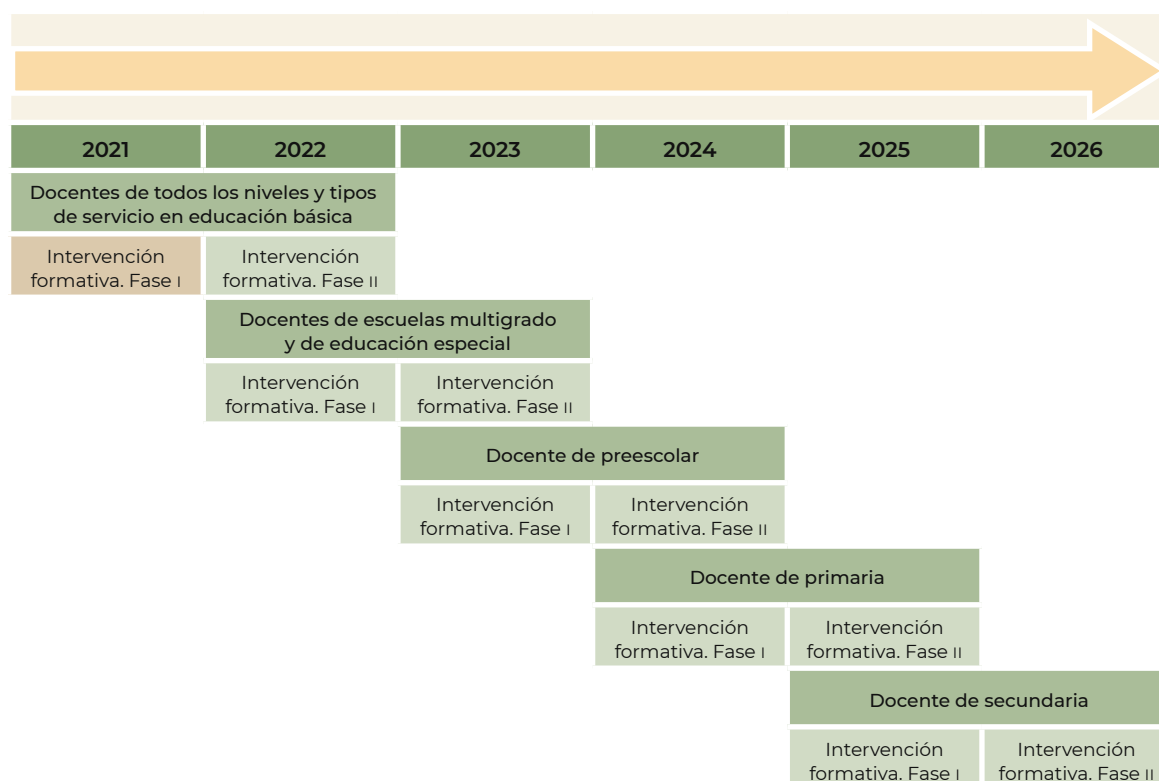 2021 2022 2023 2024 2025 2026
Docentes de todos los niveles y tipos
de servicio en educación básica
Intervención
formativa. Fase I
Intervención
formativa. Fase II
Docentes de escuelas multigrado
y de educación especial
Intervención
formativa. Fase I
Intervención
formativa. Fase II
Docente de preescolar
Intervención
formativa. Fase I
Intervención
formativa. Fase II
Docente de primaria
Intervención
formativa. Fase I
Intervención
formativa. Fase II
Docente de secundaria
Intervención
formativa. Fase I
Intervención
formativa. Fase II